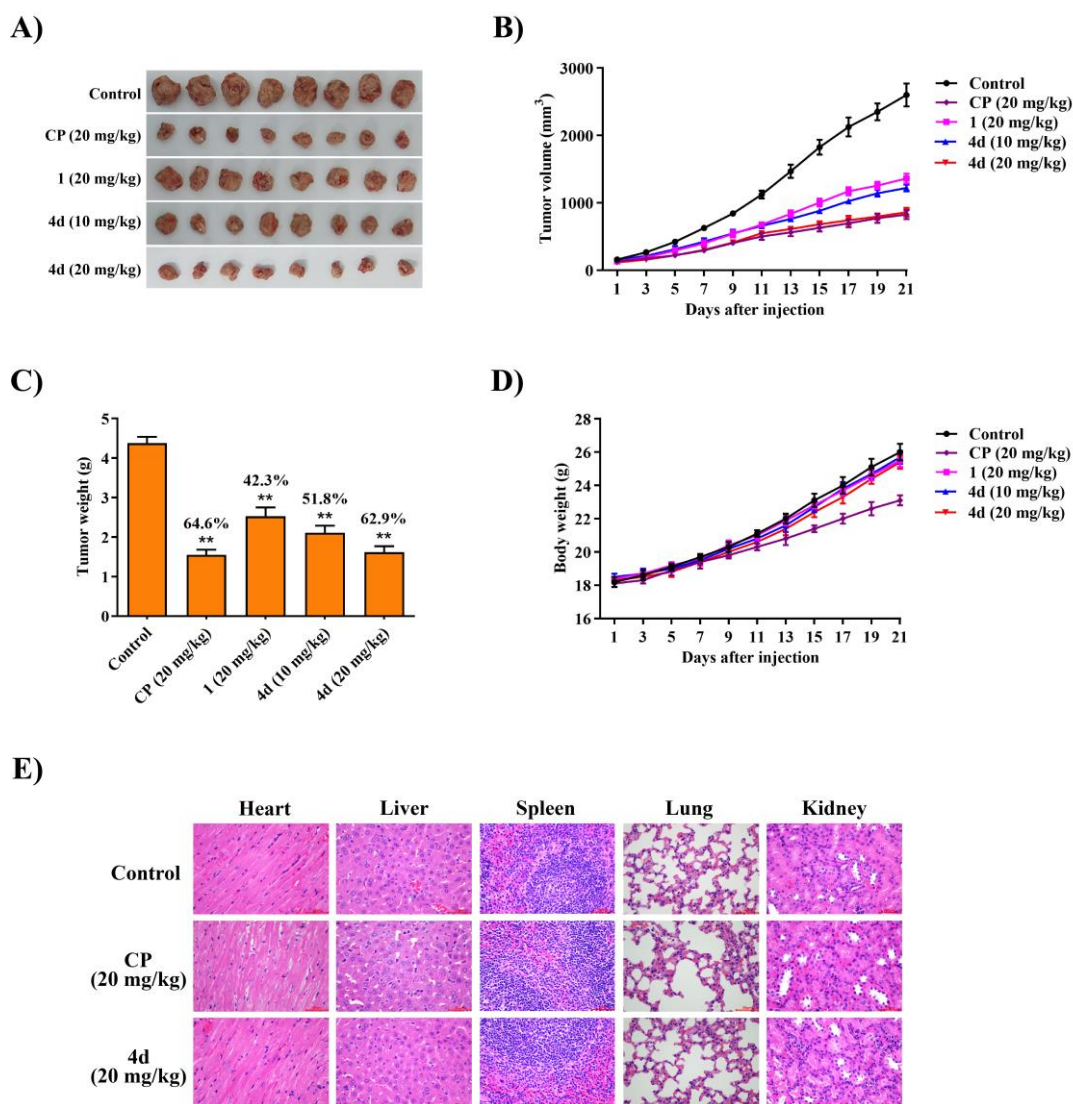 A)
Control
CP (20 mg/kg)
1 (20 mg/kg)
4d (10 mg/kg)
4d (20 mg/kg)
B)
Tumor volume (mm³)
3000
2000
1000
0
1 3 5 7 9 11 13 15 17 19 21
Days after injection
Control
CP (20 mg/kg)
1 (20 mg/kg)
4d (10 mg/kg)
4d (20 mg/kg)
C)
Tumor weight (g)
5
4
3
2
1
0
64.6%
**
42.3%
**
51.8%
**
62.9%
**
Control
CP (20 mg/kg)
1 (20 mg/kg)
4d (10 mg/kg)
4d (20 mg/kg)
D)
Body weight (g)
28
26
24
22
20
18
16
1 3 5 7 9 11 13 15 17 19 21
Days after injection
Control
CP (20 mg/kg)
1 (20 mg/kg)
4d (10 mg/kg)
4d (20 mg/kg)
E)
Heart Liver Spleen Lung Kidney
Control
CP
(20 mg/kg)
4d
(20 mg/kg)